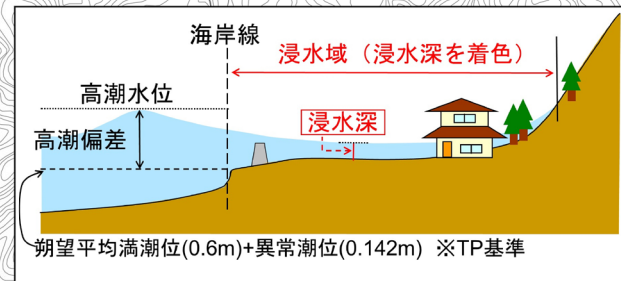 海岸線
浸水域（浸水深を着色）
高潮水位
浸水深
高潮偏差
朔望平均満潮位(0.6m)+異常潮位(0.142m) ※TP基準